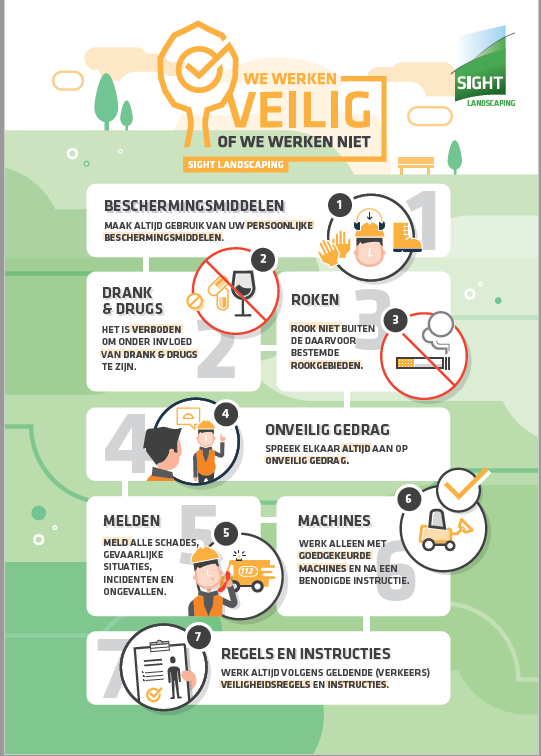 WE WERKEN
VEILIG
OF WE WERKEN NIET
SIGHT LANDSCAPING
SIGHT
LANDSCAPING
1
1
BESCHERMINGSMIDDELEN
MAAK ALTIJD GEBRUIK VAN UW PERSOONLIJKE
BESCHERMINGSMIDDELEN.
2
2
DRANK
& DRUGS
HET IS VERBODEN
OM ONDER INVLOED
VAN DRANK & DRUGS
TE ZIJN.
3
3
ROKEN
ROOK NIET BUITEN
DE DAARVOOR
BESTEMDE
ROOKGEBIEDEN.
4
4
ONVEILIG GEDRAG
SPREEK ELKAAR ALTIJD AAN OP
ONVEILIG GEDRAG.
5
5
MELDEN
MELD ALLE SCHADES,
GEVAARLIJKE
SITUATIES,
INCIDENTEN EN
ONGEVALLEN.
112
6
6
MACHINES
WERK ALLEEN MET
GOEDGEKEURDE
MACHINES EN NA EEN
BENODIGDE INSTRUCTIE.
7
7
REGELS EN INSTRUCTIES
WERK ALTIJD VOLGENS GELDENDE (VERKEERS)
VEILIGHEIDSREGELS EN INSTRUCTIES.